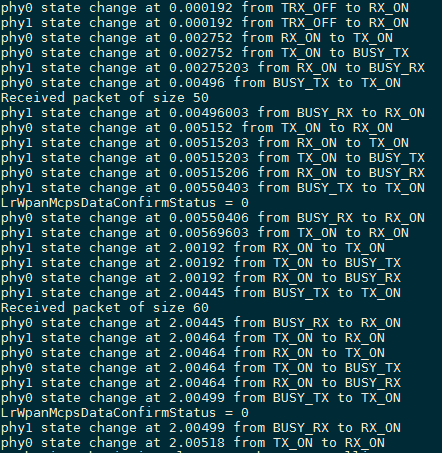 phy0 state change at 0.000192 from TRX_OFF to RX_ON
phy1 state change at 0.000192 from TRX_OFF to RX_ON
phy0 state change at 0.002752 from RX_ON to TX_ON
phy0 state change at 0.002752 from TX_ON to BUSY_TX
phy1 state change at 0.00275203 from RX_ON to BUSY_RX
phy0 state change at 0.00496 from BUSY_TX to TX_ON
Received packet of size 50
phy1 state change at 0.00496003 from BUSY_RX to RX_ON
phy0 state change at 0.005152 from TX_ON to RX_ON
phy1 state change at 0.00515203 from RX_ON to TX_ON
phy1 state change at 0.00515203 from TX_ON to BUSY_TX
phy0 state change at 0.00515206 from RX_ON to BUSY_RX
phy1 state change at 0.00550403 from BUSY_TX to TX_ON
LrWpanMcpsDataConfirmStatus = 0
phy0 state change at 0.00550406 from BUSY_RX to RX_ON
phy1 state change at 0.00569603 from TX_ON to RX_ON
phy1 state change at 2.00192 from RX_ON to TX_ON
phy1 state change at 2.00192 from TX_ON to BUSY_TX
phy0 state change at 2.00192 from RX_ON to BUSY_RX
phy1 state change at 2.00445 from BUSY_TX to TX_ON
Received packet of size 60
phy0 state change at 2.00445 from BUSY_RX to RX_ON
phy1 state change at 2.00464 from TX_ON to RX_ON
phy0 state change at 2.00464 from RX_ON to TX_ON
phy0 state change at 2.00464 from TX_ON to BUSY_TX
phy1 state change at 2.00464 from RX_ON to BUSY_RX
phy0 state change at 2.00499 from BUSY_TX to TX_ON
LrWpanMcpsDataConfirmStatus = 0
phy1 state change at 2.00499 from BUSY_RX to RX_ON
phy0 state change at 2.00518 from TX_ON to RX_ON